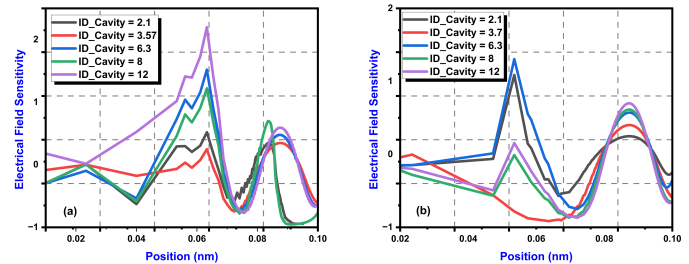 Electrical Field Sensitivity
2
1
0
−1
ID_Cavity = 2.1
ID_Cavity = 3.57
ID_Cavity = 6.3
ID_Cavity = 8
ID_Cavity = 12
(a)
0.02 0.04 0.06 0.08 0.10
Position (nm)
Electrical Field Sensitivity
2
1
0
−1
ID_Cavity = 2.1
ID_Cavity = 3.7
ID_Cavity = 6.3
ID_Cavity = 8
ID_Cavity = 12
(b)
0.02 0.04 0.06 0.08 0.10
Position (nm)